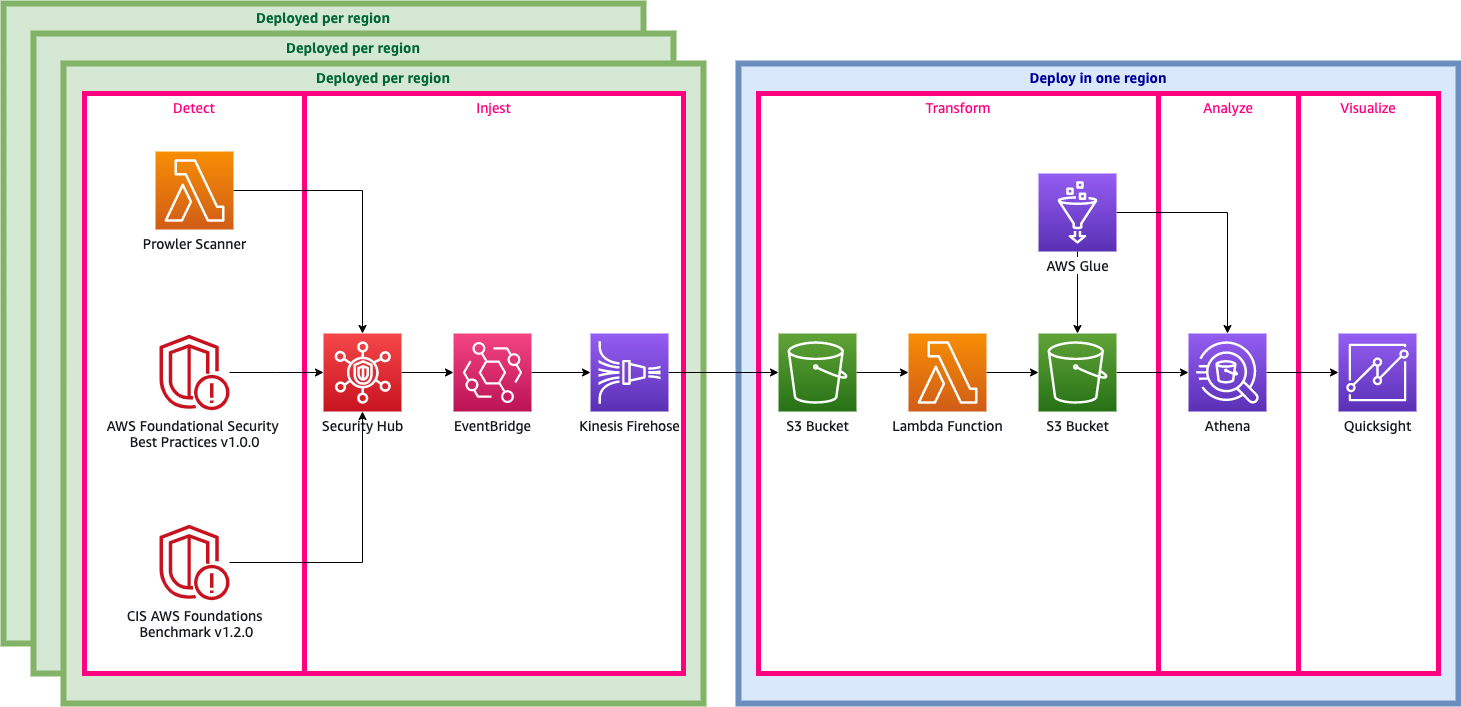 Deployed per region
Deployed per region
Deployed per region
Detect
Injest
Prowler Scanner
AWS Foundational Security
Best Practices v1.0.0
CIS AWS Foundations
Benchmark v1.2.0
Security Hub
EventBridge
Kinesis Firehose
Deploy in one region
Transform
Analyze
Visualize
AWS Glue
S3 Bucket
Lambda Function
S3 Bucket
Athena
Quicksight